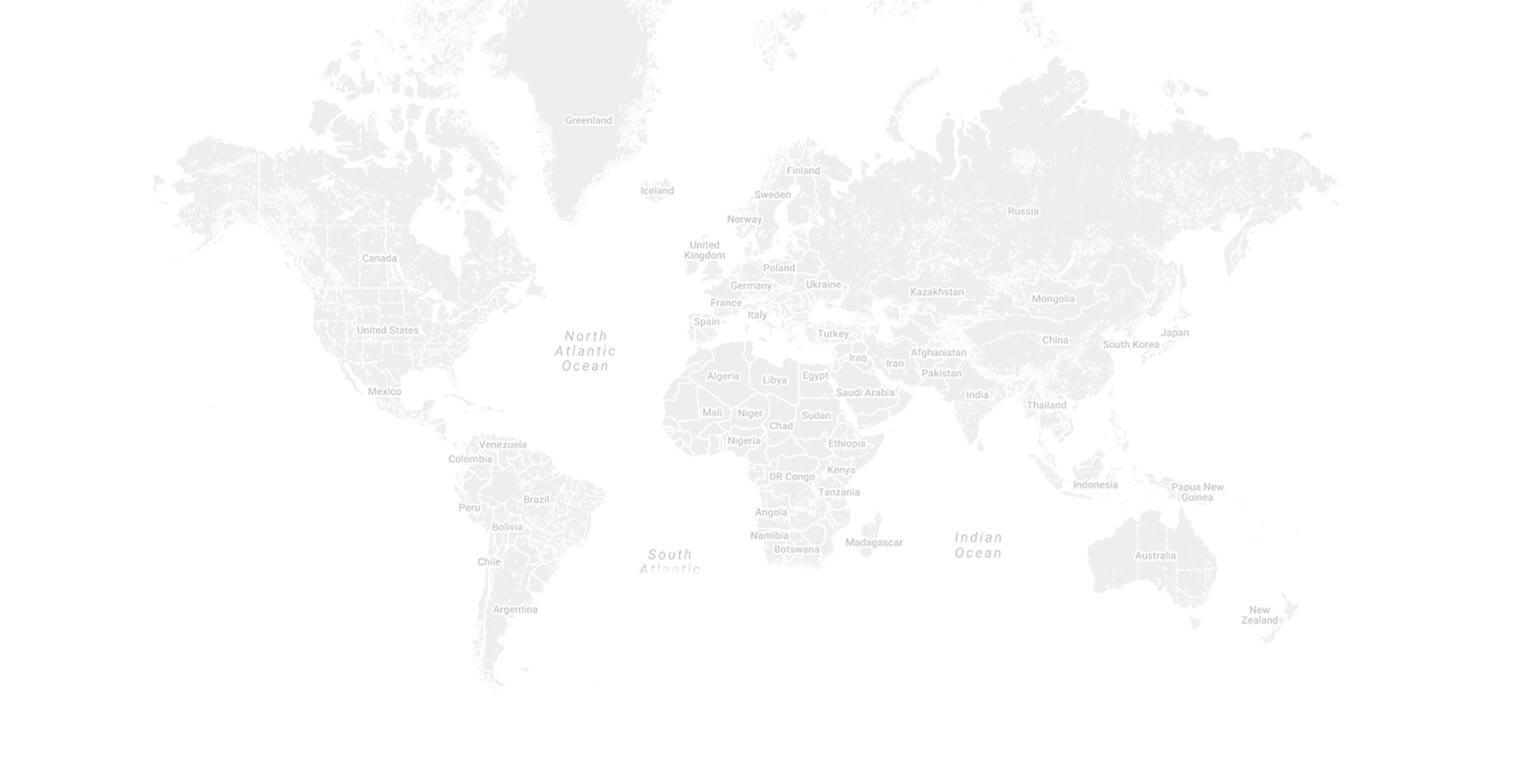 Greenland
Iceland
Finland
Sweden
Norway
Russia
United
Kingdom
Canada
Poland
Germany
Ukraine
Kazakhstan
Mongolia
France
Italy
Spain
United States
North
Atlantic
Ocean
Turkey
Japan
China
South Korea
Iraq
Iran
Afghanistan
Pakistan
Algeria
Libya
Egypt
Saudi Arabia
India
Mexico
Thailand
Mali
Niger
Chad
Sudan
Nigeria
Ethiopia
Venezuela
Colombia
DR Congo
Kenya
Tanzania
Indonesia
Papua New
Guinea
Brazil
Peru
Angola
Bolivia
Namibia
Botswana
Madagascar
Indian
Ocean
South
Atlantic
Australia
Chile
Argentina
New
Zealand